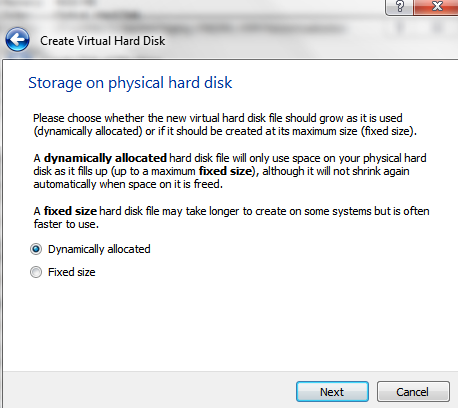 Create Virtual Hard Disk
Storage on physical hard disk
Please choose whether the new virtual hard disk file should grow as it is used
(dynamically allocated) or if it should be created at its maximum size (fixed size).
A dynamically allocated hard disk file will only use space on your physical hard
disk as it fills up (up to a maximum fixed size), although it will not shrink again
automatically when space on it is freed.
A fixed size hard disk file may take longer to create on some systems but is often
faster to use.
Dynamically allocated
Fixed size
Next
Cancel